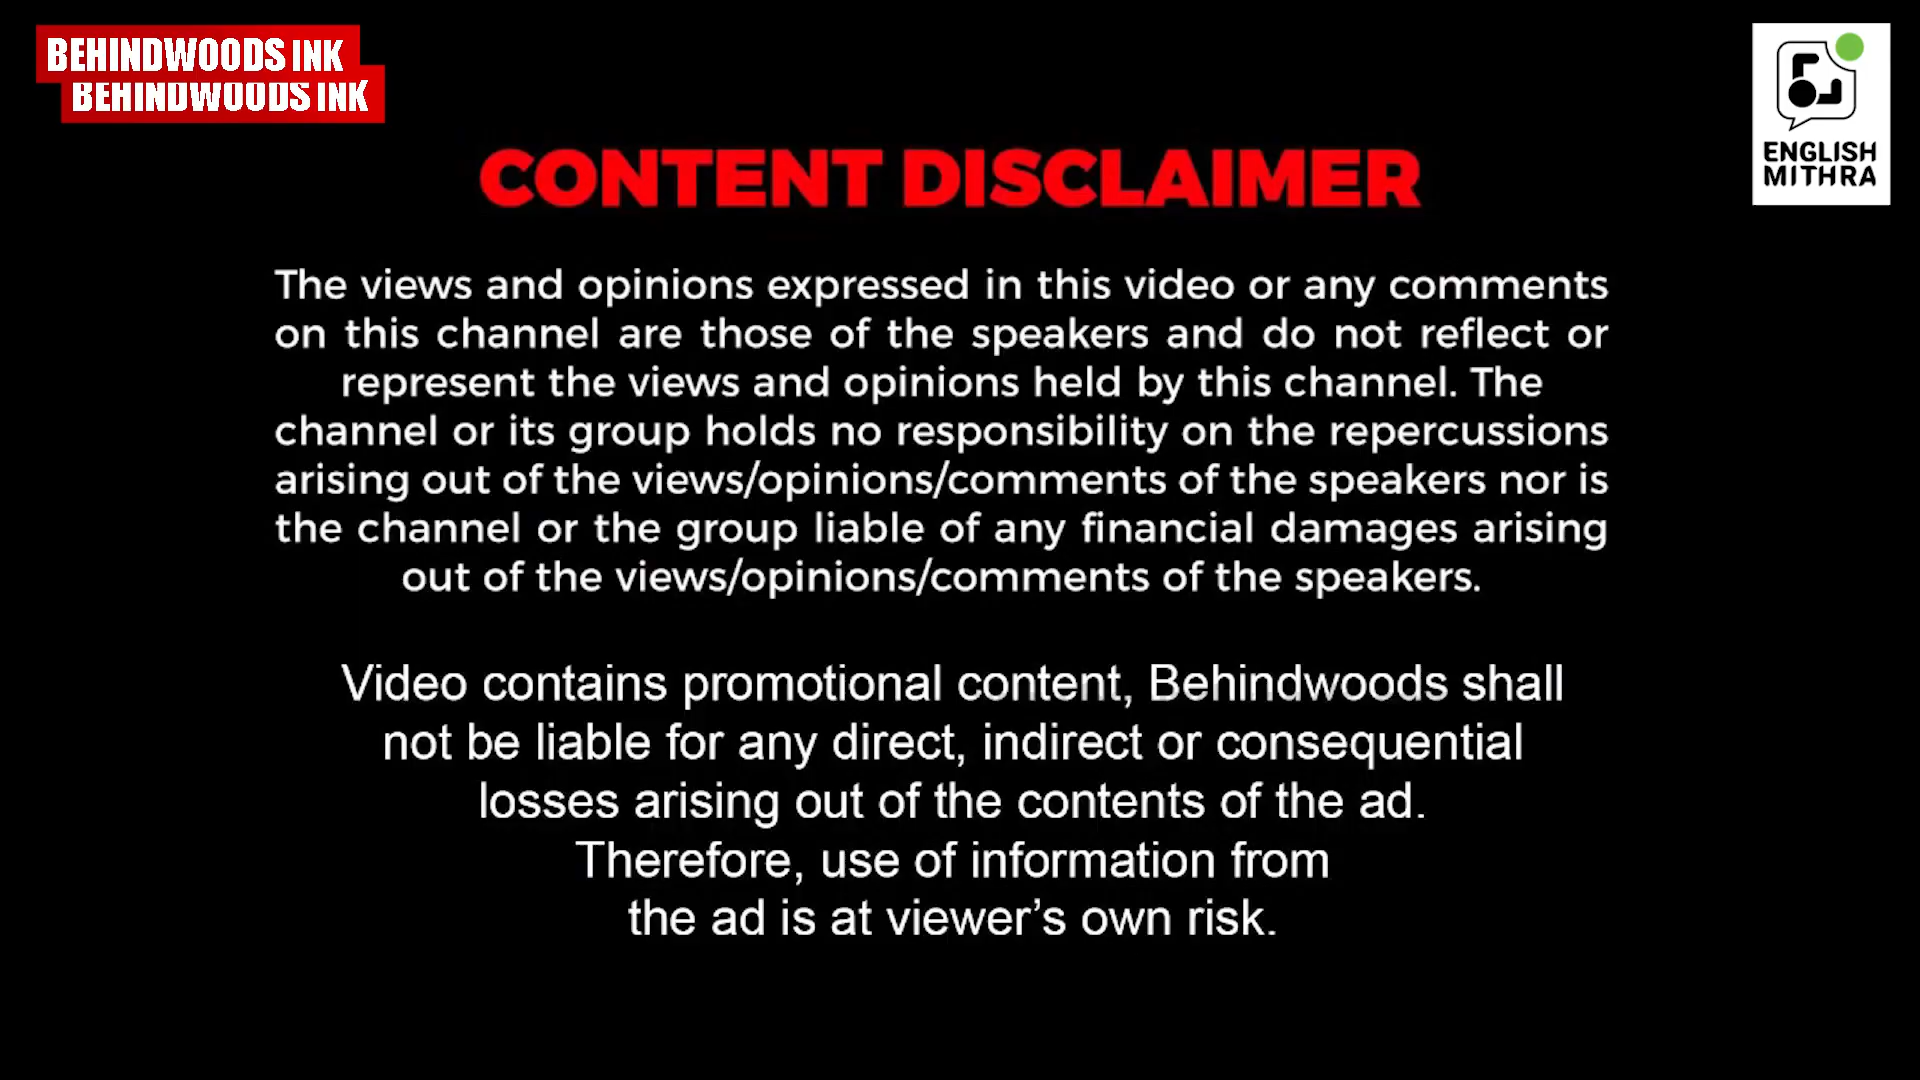 BEHINDWOODS INK
BEHINDWOODS INK
ENGLISH
MITHRA
CONTENT DISCLAIMER
The views and opinions expressed in this video or any comments
on this channel are those of the speakers and do not reflect or
represent the views and opinions held by this channel. The
channel or its group holds no responsibility on the repercussions
arising out of the views/opinions/comments of the speakers nor is
the channel or the group liable of any financial damages arising
out of the views/opinions/comments of the speakers.
Video contains promotional content, Behindwoods shall
not be liable for any direct, indirect or consequential
losses arising out of the contents of the ad.
Therefore, use of information from
the ad is at viewer’s own risk.